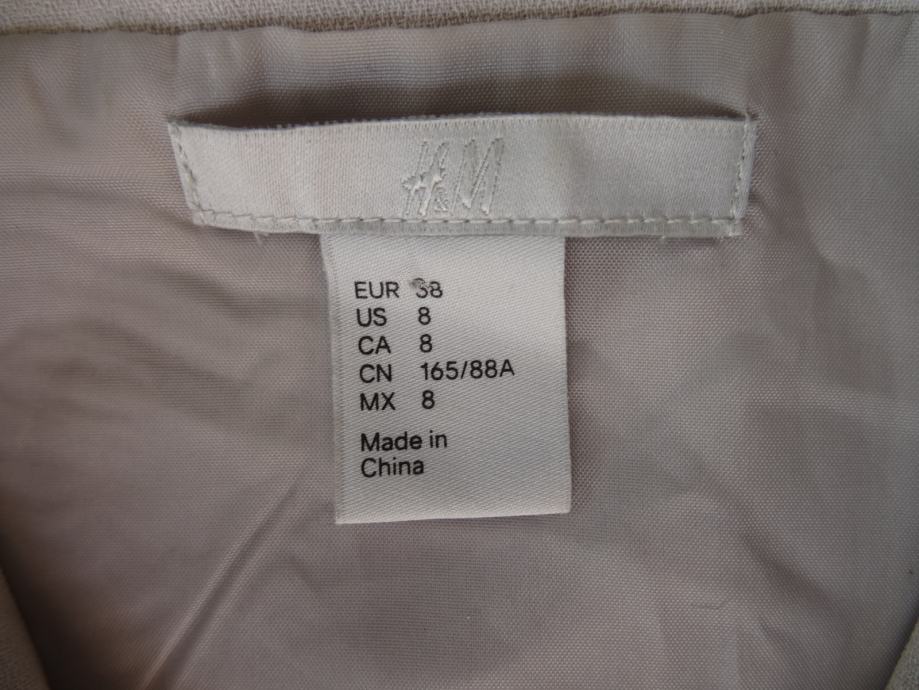 H&M
EUR 38
US 8
CA 8
CN 165/88A
MX 8
Made in
China